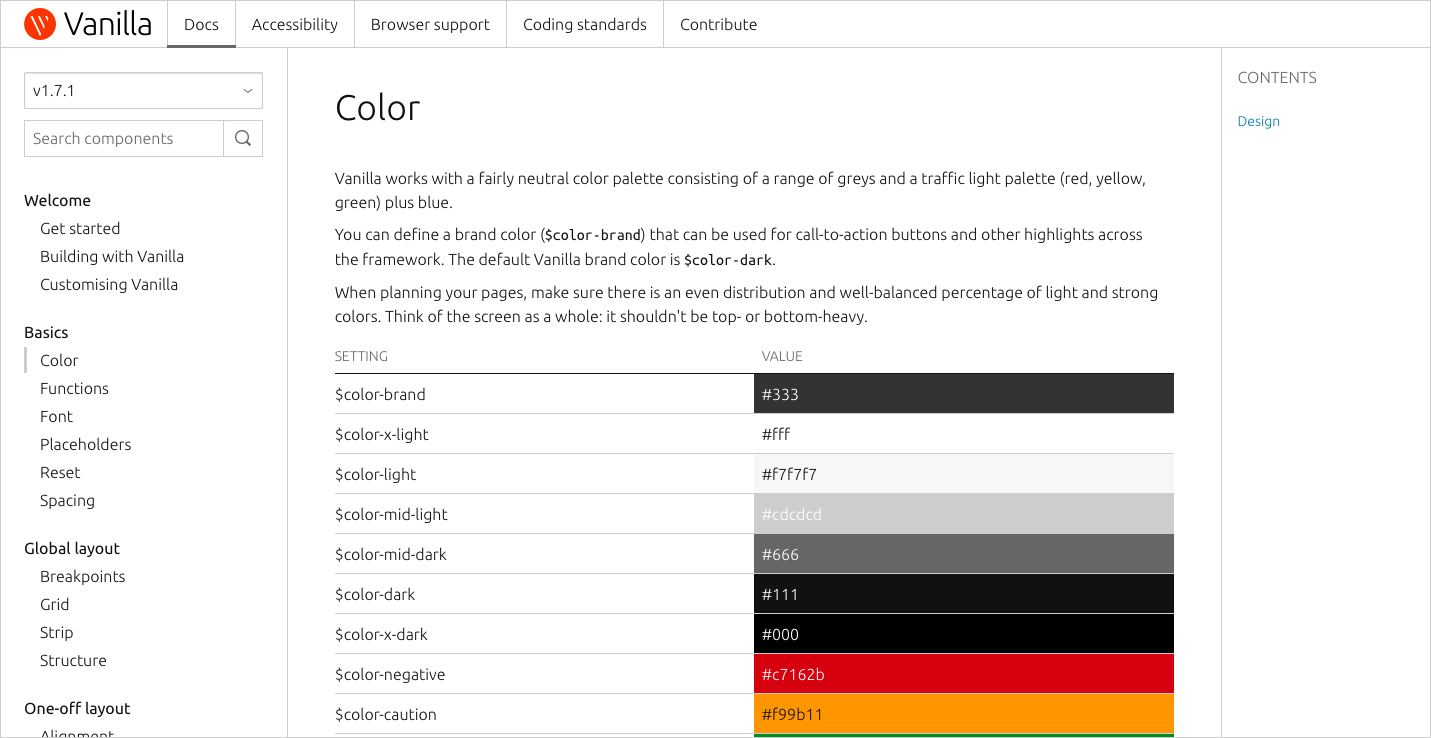 Vanilla
Docs
Accessibility
Browser support
Coding standards
Contribute
v1.7.1
Search components
Welcome
Get started
Building with Vanilla
Customising Vanilla
Basics
Color
Functions
Font
Placeholders
Reset
Spacing
Global layout
Breakpoints
Grid
Strip
Structure
One-off layout
Alignment
Color
Vanilla works with a fairly neutral color palette consisting of a range of greys and a traffic light palette (red, yellow,
green) plus blue.
You can define a brand color ($color-brand) that can be used for call-to-action buttons and other highlights across
the framework. The default Vanilla brand color is $color-dark.
When planning your pages, make sure there is an even distribution and well-balanced percentage of light and strong
colors. Think of the screen as a whole: it shouldn't be top- or bottom-heavy.
SETTING VALUE
$color-brand #333
$color-x-light #fff
$color-light #f7f7f7
$color-mid-light #cdcdcd
$color-mid-dark #666
$color-dark #111
$color-x-dark #000
$color-negative #c7162b
$color-caution #f99b11
CONTENTS
Design